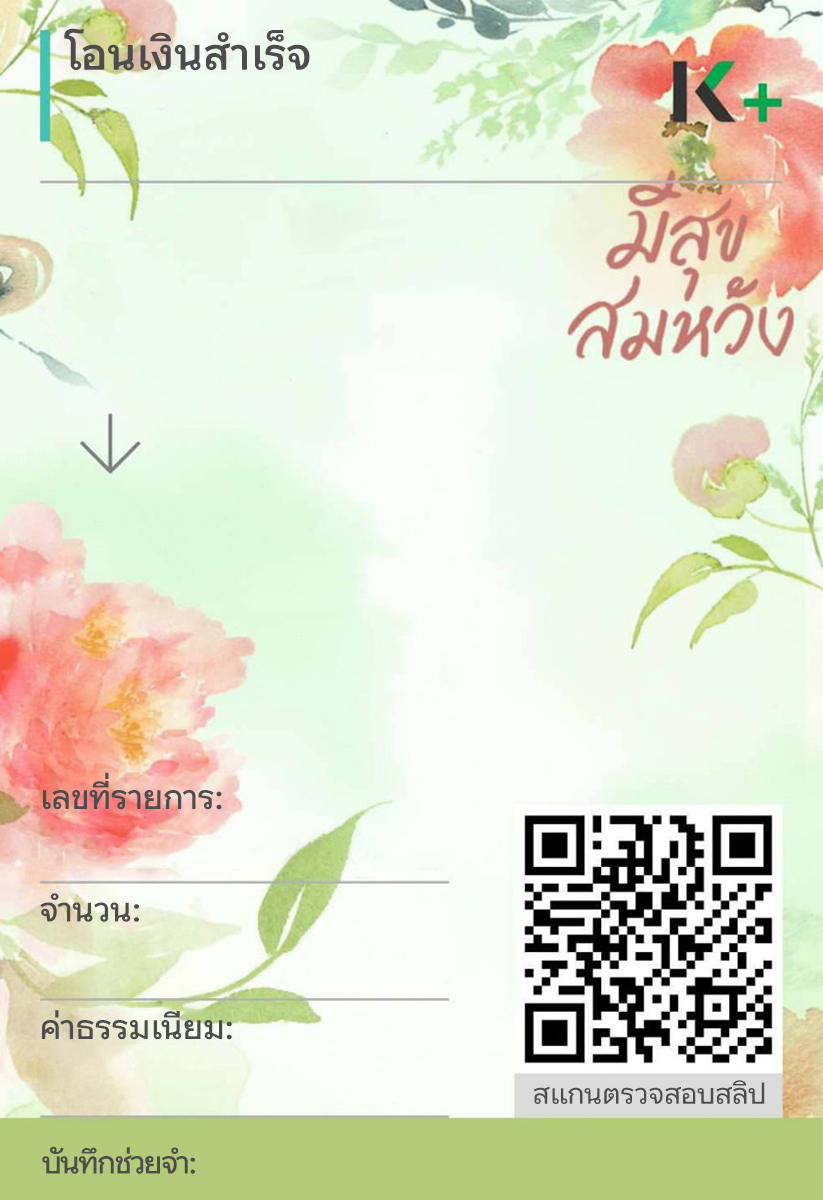 โอนเงินสำเร็จ
K+
มีสุข
สมหวัง
เลขที่รายการ:
จำนวน:
ค่าธรรมเนียม:
สแกนตรวจสอบสลิป
บันทึกช่วยจำ: